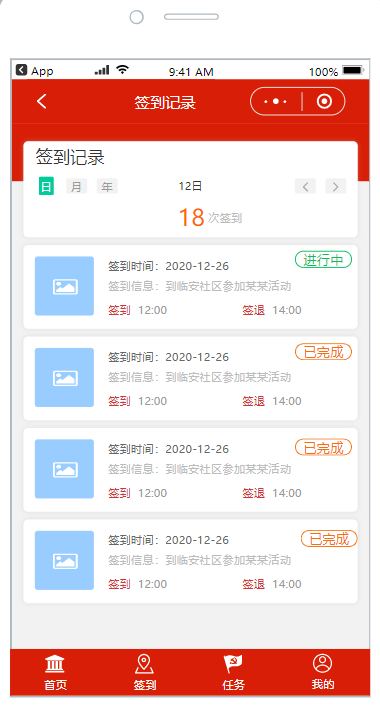 App 9:41 AM 100%
签到记录
签到记录
日 月 年 12日
18 次签到
进行中
签到时间：2020-12-26
签到信息：到临安社区参加某某活动
签到 12:00 签退 14:00
已完成
签到时间：2020-12-26
签到信息：到临安社区参加某某活动
签到 12:00 签退 14:00
已完成
签到时间：2020-12-26
签到信息：到临安社区参加某某活动
签到 12:00 签退 14:00
已完成
签到时间：2020-12-26
签到信息：到临安社区参加某某活动
签到 12:00 签退 14:00
首页 签到 任务 我的